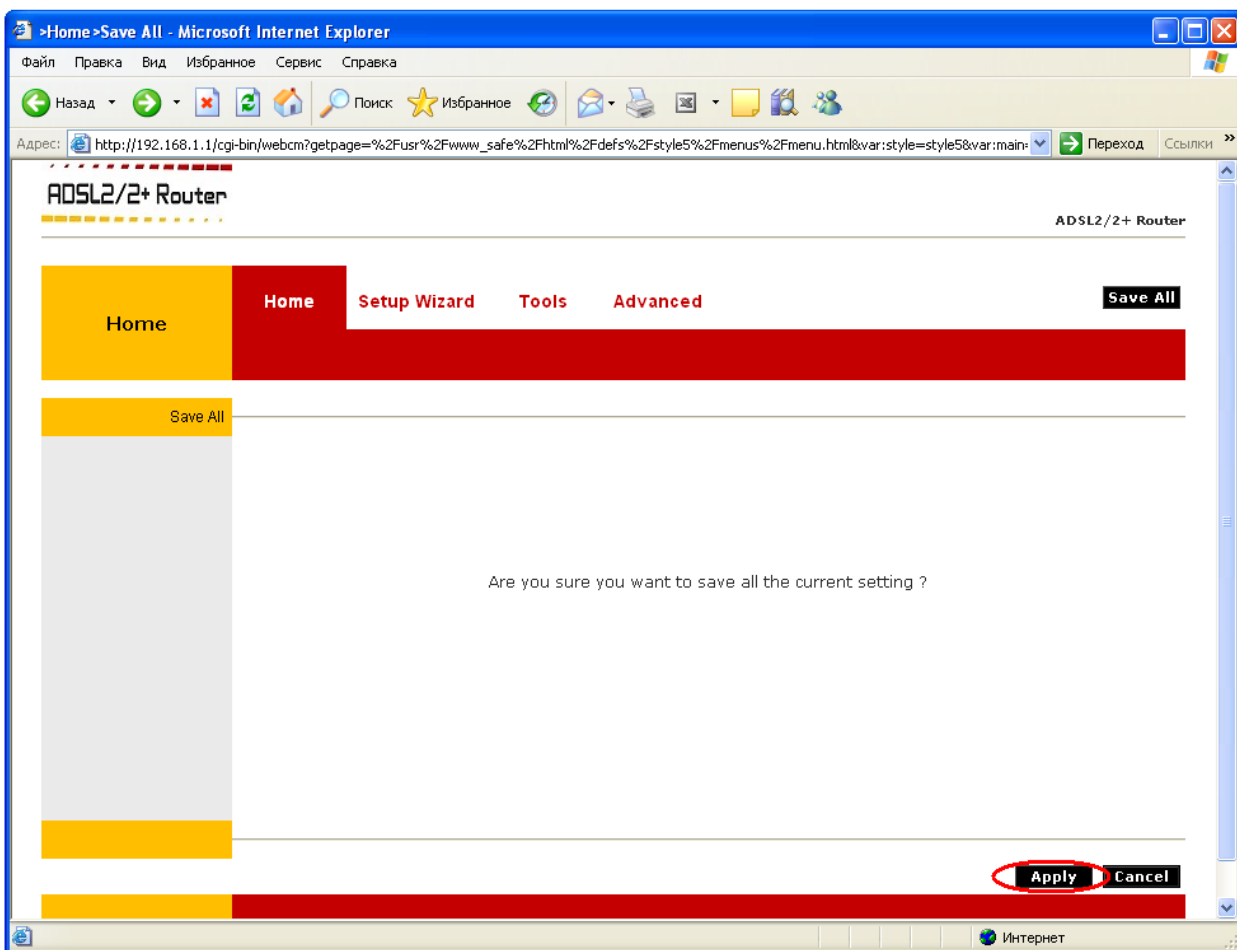 >Home>Save All - Microsoft Internet Explorer
Файл Правка Вид Избранное Сервис Справка
Назад Поиск Избранное
Адрес: http://192.168.1.1/cgi-bin/webcm?getpage=%2Fusr%2Fwww_safe%2Fhtml%2Fdefs%2Fstyle5%2Fmenus%2Fmenu.html&var:style=style5&var:main= Переход Ссылки »
ADSL2/2+ Router
ADSL2/2+ Router
Home
Home Setup Wizard Tools Advanced
Save All
Save All
Are you sure you want to save all the current setting ?
Apply Cancel
Интернет